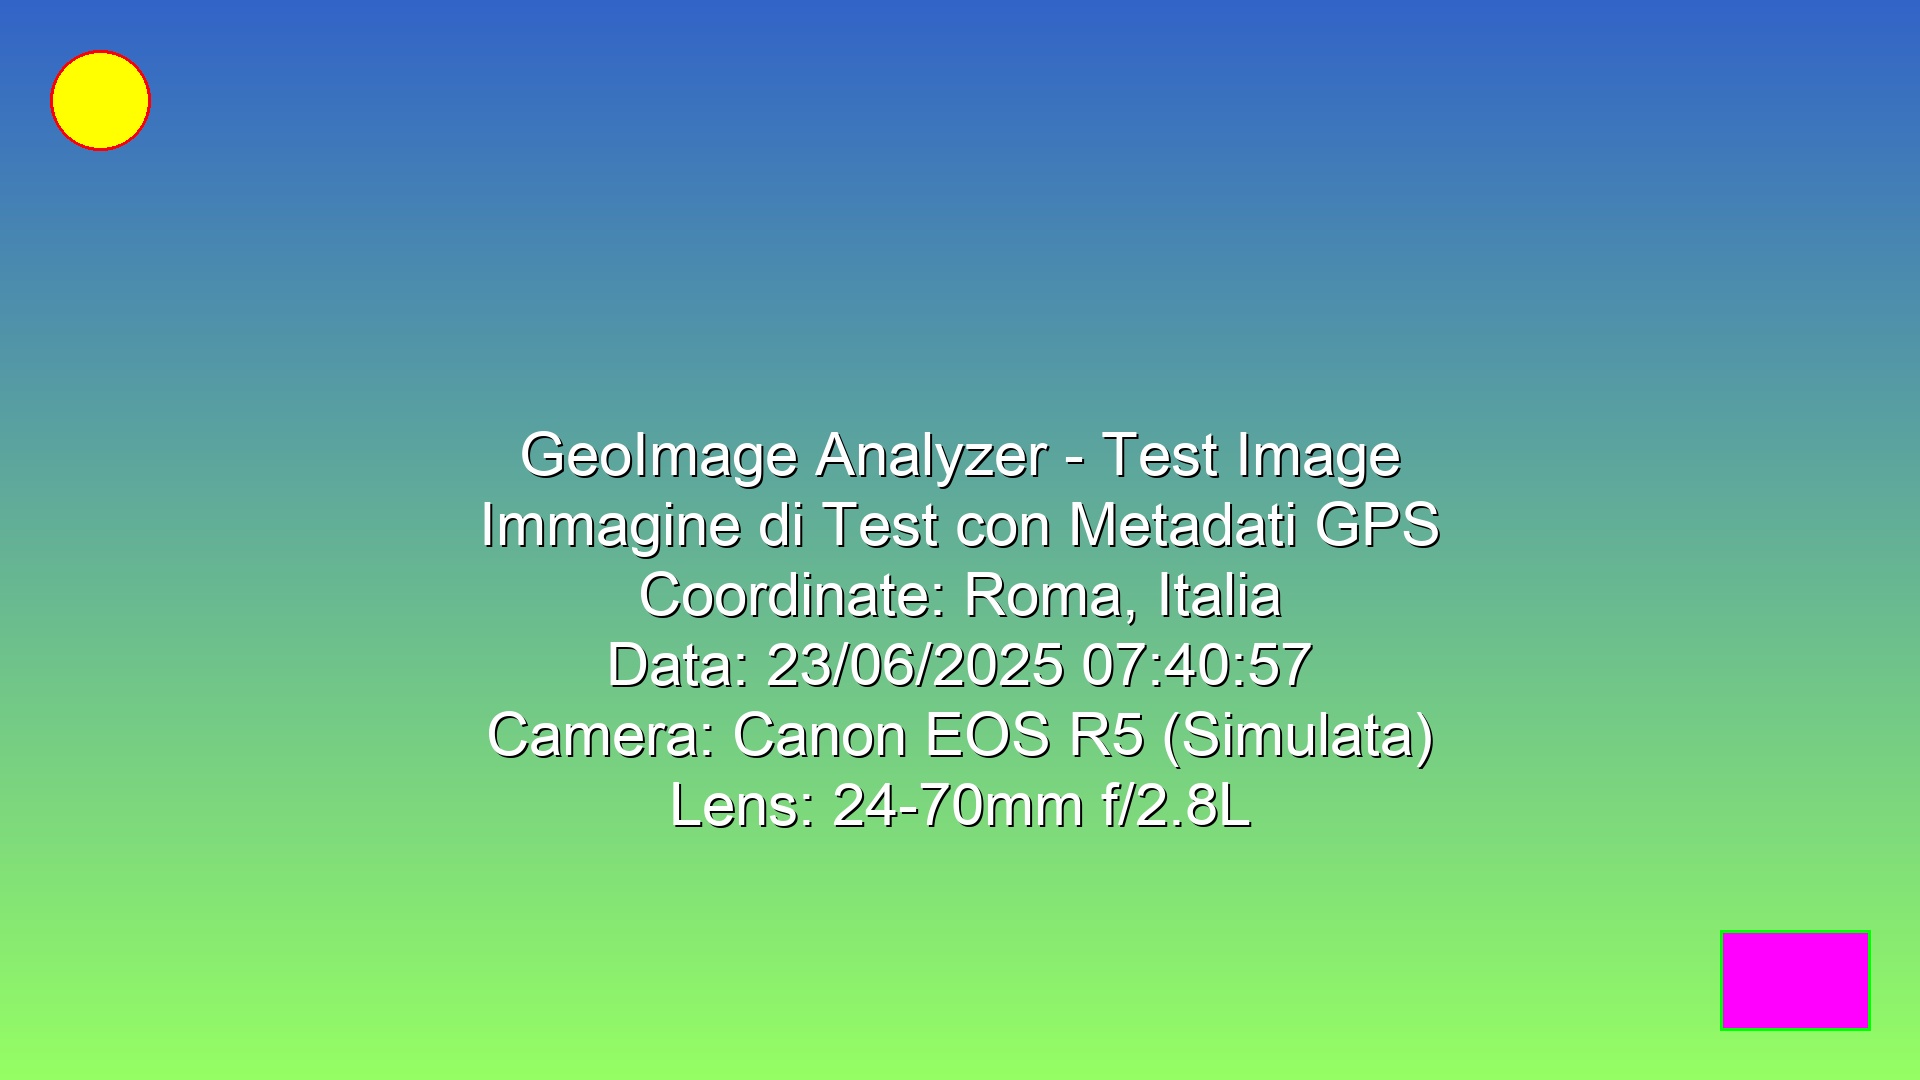 GeoImage Analyzer - Test Image
Immagine di Test con Metadati GPS
Coordinate: Roma, Italia
Data: 23/06/2025 07:40:57
Camera: Canon EOS R5 (Simulata)
Lens: 24-70mm f/2.8L